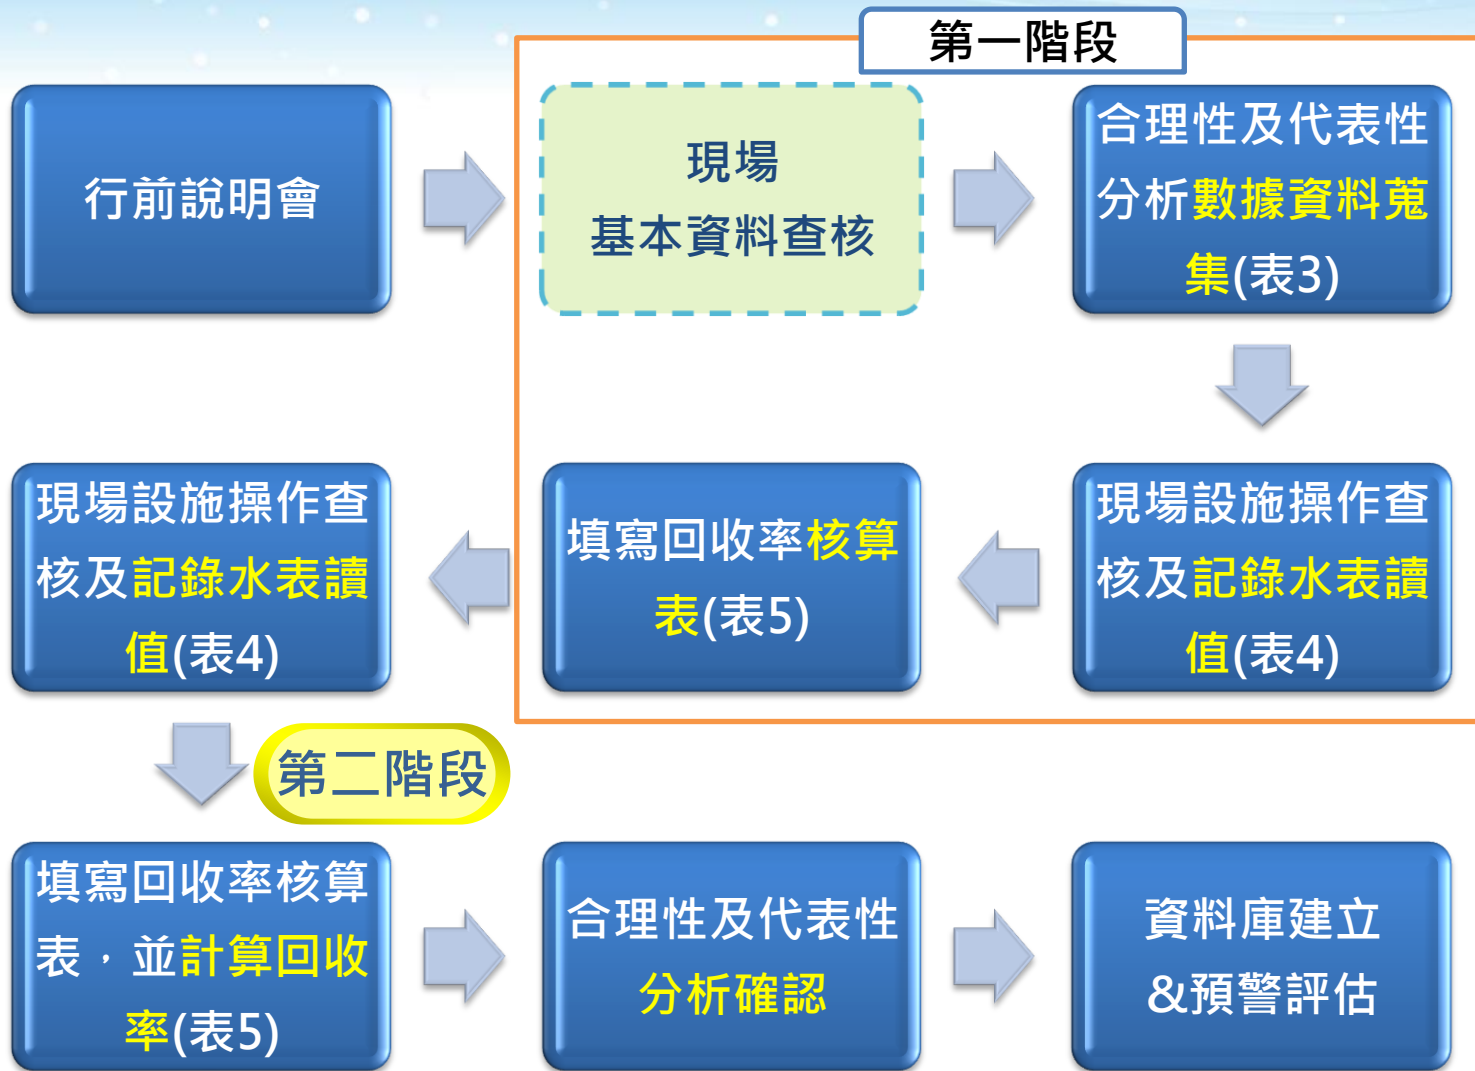 第一階段
行前說明會
現場
基本資料查核
合理性及代表性
分析數據資料蒐
集(表3)
現場設施操作查
核及記錄水表讀
值(表4)
填寫回收率核算
表(表5)
現場設施操作查
核及記錄水表讀
值(表4)
第二階段
填寫回收率核算
表，並計算回收
率(表5)
合理性及代表性
分析確認
資料庫建立
&預警評估